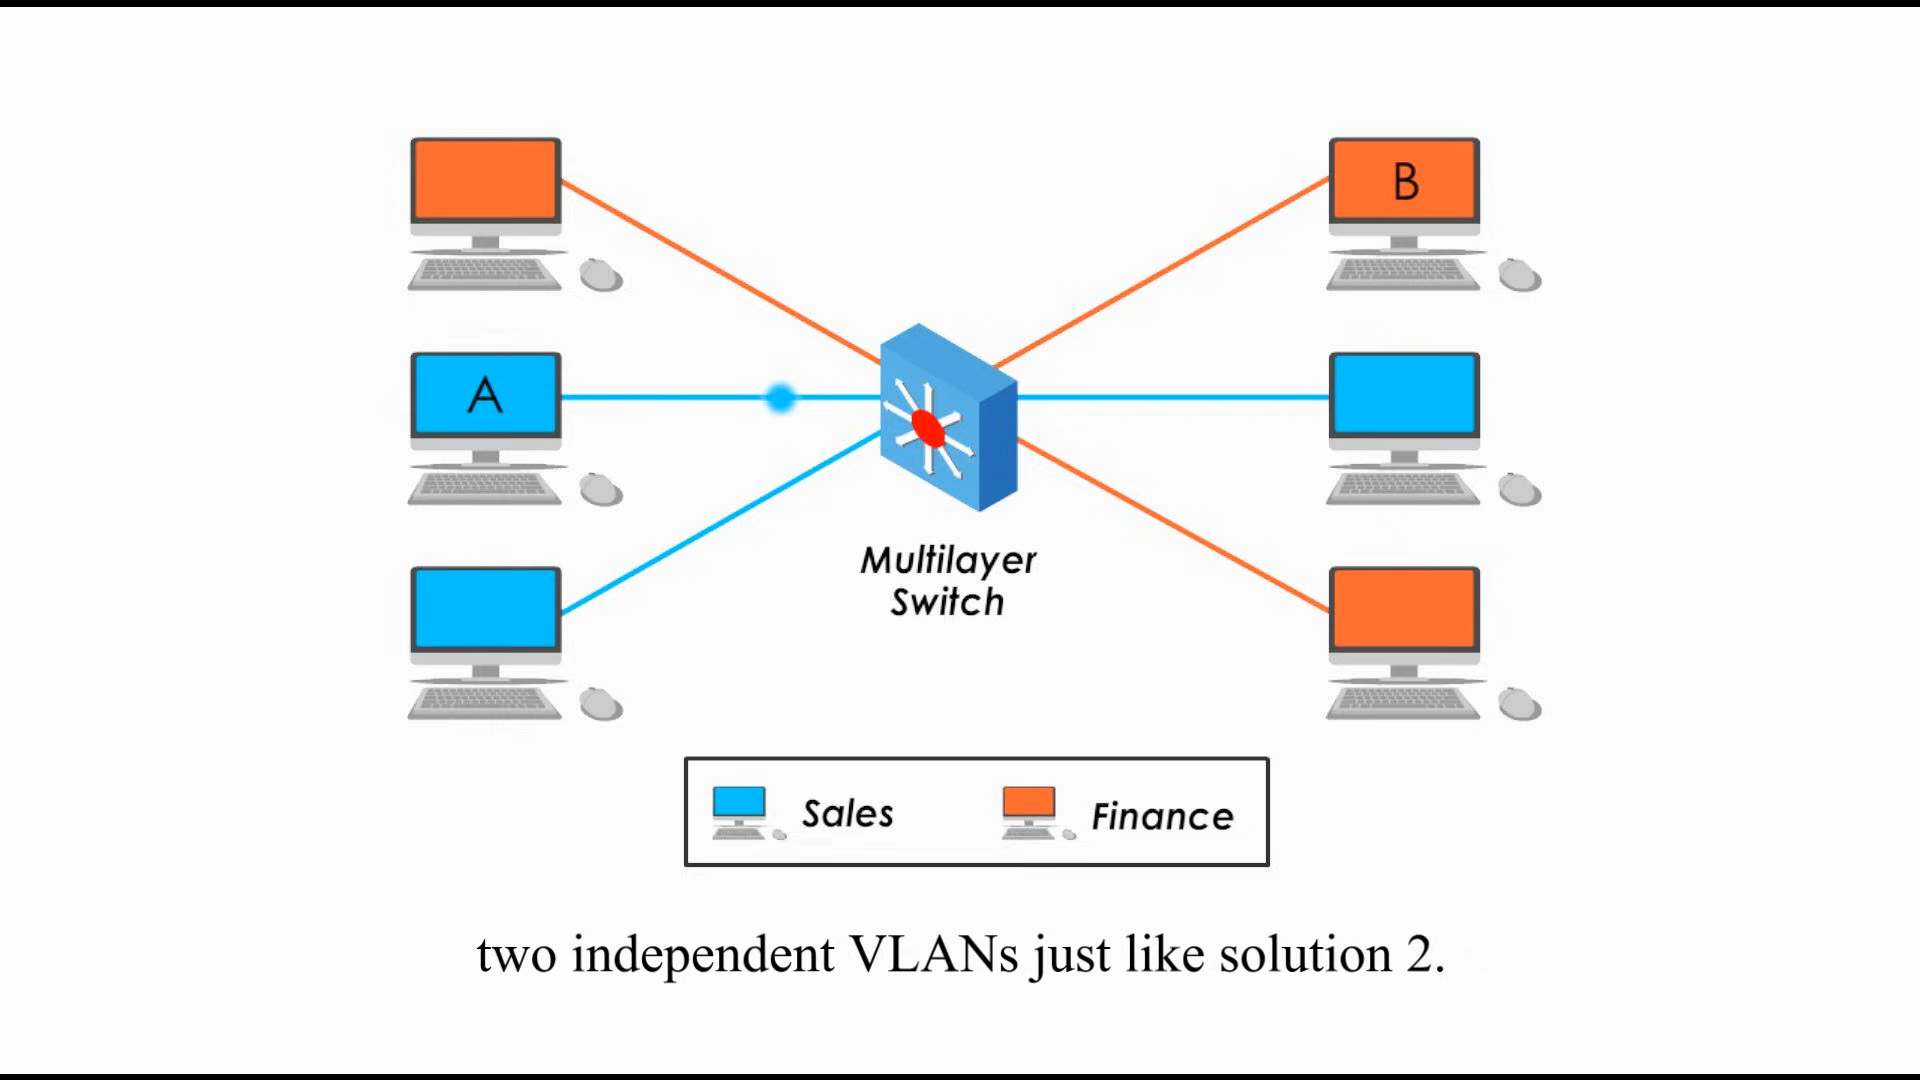 B
A
Multilayer
Switch
Sales
Finance
two independent VLANs just like solution 2.